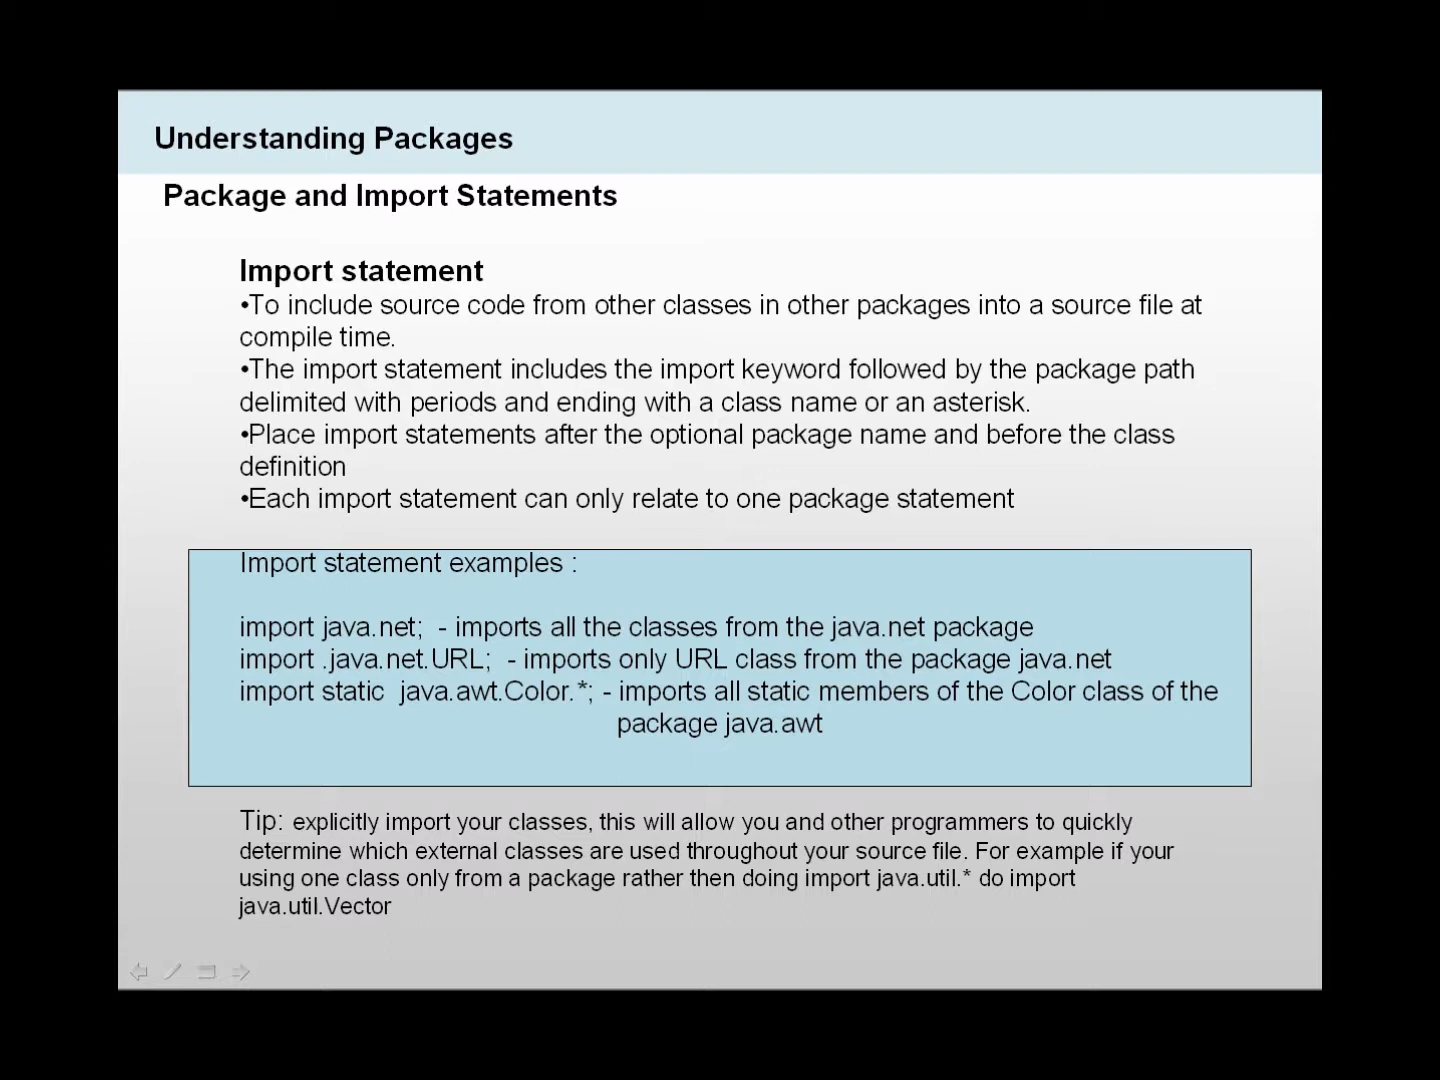 Understanding Packages
Package and Import Statements
Import statement
•To include source code from other classes in other packages into a source file at
compile time.
•The import statement includes the import keyword followed by the package path
delimited with periods and ending with a class name or an asterisk.
•Place import statements after the optional package name and before the class
definition
•Each import statement can only relate to one package statement
Import statement examples :
import java.net;  - imports all the classes from the java.net package
import .java.net.URL;  - imports only URL class from the package java.net
import static  java.awt.Color.*; - imports all static members of the Color class of the
package java.awt
Tip: explicitly import your classes, this will allow you and other programmers to quickly
determine which external classes are used throughout your source file. For example if your
using one class only from a package rather then doing import java.util.* do import
java.util.Vector